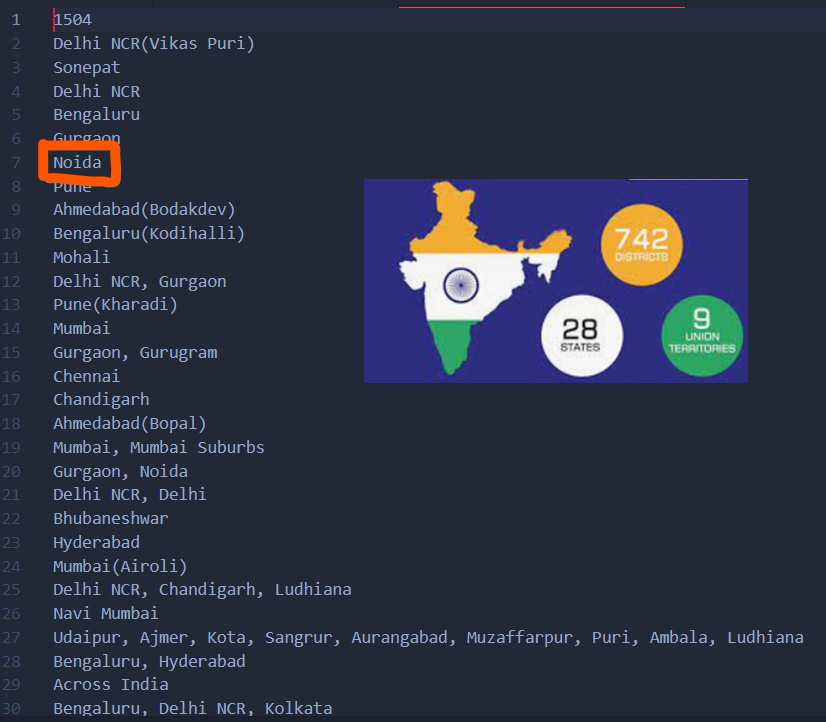 1 1504
2 Delhi NCR(Vikas Puri)
3 Sonepat
4 Delhi NCR
5 Bengaluru
6 Gurgaon
7 Noida
8 Pune
9 Ahmedabad(Bodakdev)
10 Bengaluru(Kodihalli)
11 Mohali
12 Delhi NCR, Gurgaon
13 Pune(Kharadi)
14 Mumbai
15 Gurgaon, Gurugram
16 Chennai
17 Chandigarh
18 Ahmedabad(Bopal)
19 Mumbai, Mumbai Suburbs
20 Gurgaon, Noida
21 Delhi NCR, Delhi
22 Bhubaneshwar
23 Hyderabad
24 Mumbai(Airoli)
25 Delhi NCR, Chandigarh, Ludhiana
26 Navi Mumbai
27 Udaipur, Ajmer, Kota, Sangrur, Aurangabad, Muzaffarpur, Puri, Ambala, Ludhiana
28 Bengaluru, Hyderabad
29 Across India
30 Bengaluru, Delhi NCR, Kolkata
742
DISTRICTS
28
STATES
9
UNION
TERRITORIES